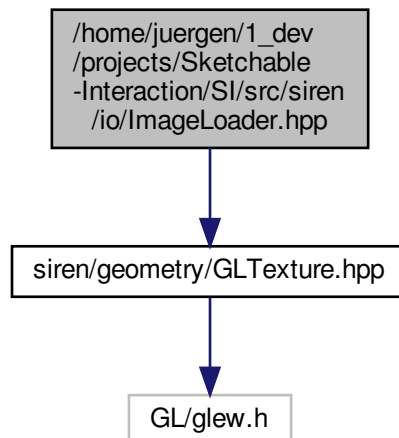 /home/juergen/1_dev
/projects/Sketchable
-Interaction/SI/src/siren
/io/ImageLoader.hpp
siren/geometry/GLTexture.hpp
GL/glew.h